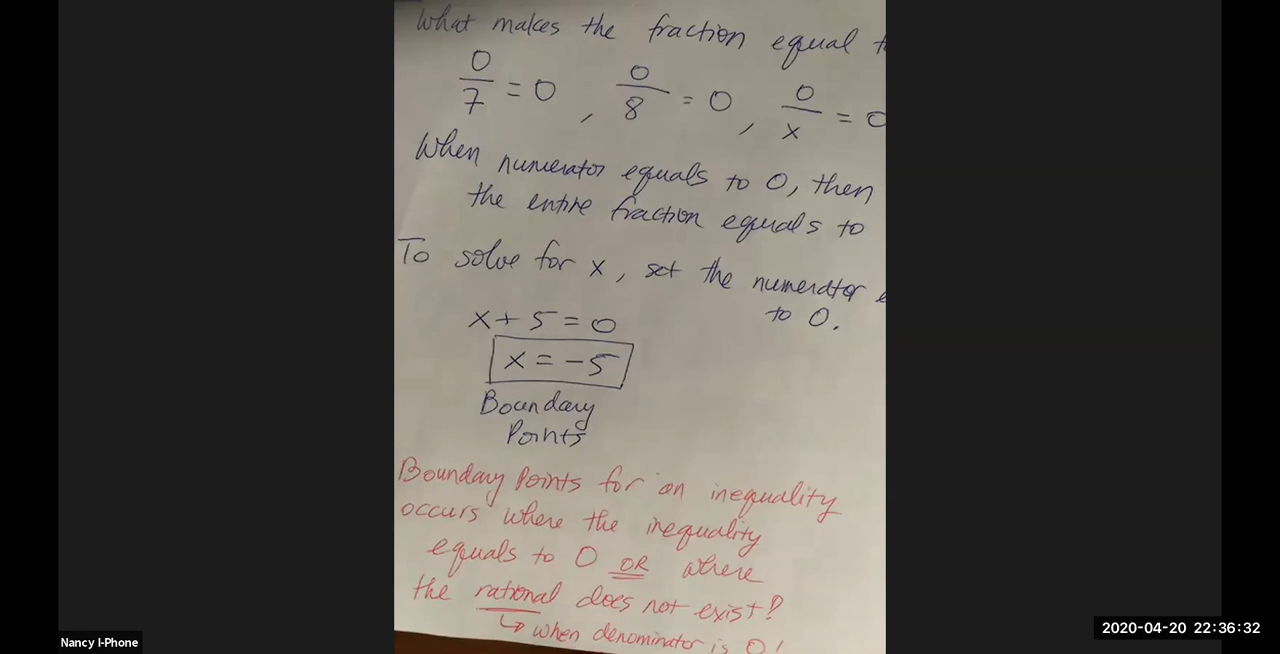 What makes the fraction equal t
0/7 = 0 , 0/8 = 0 , 0/x = 0
When numerator equals to 0, then
the entire fraction equals to
To solve for x, set the numerator e
to 0.
x + 5 = 0
x = -5
Boundary
Points
Boundary Points for an inequality
occurs where the inequality
equals to 0 OR where
the rational does not exist?
↳ when denominator is 0!
Nancy I-Phone
2020-04-20 22:36:32